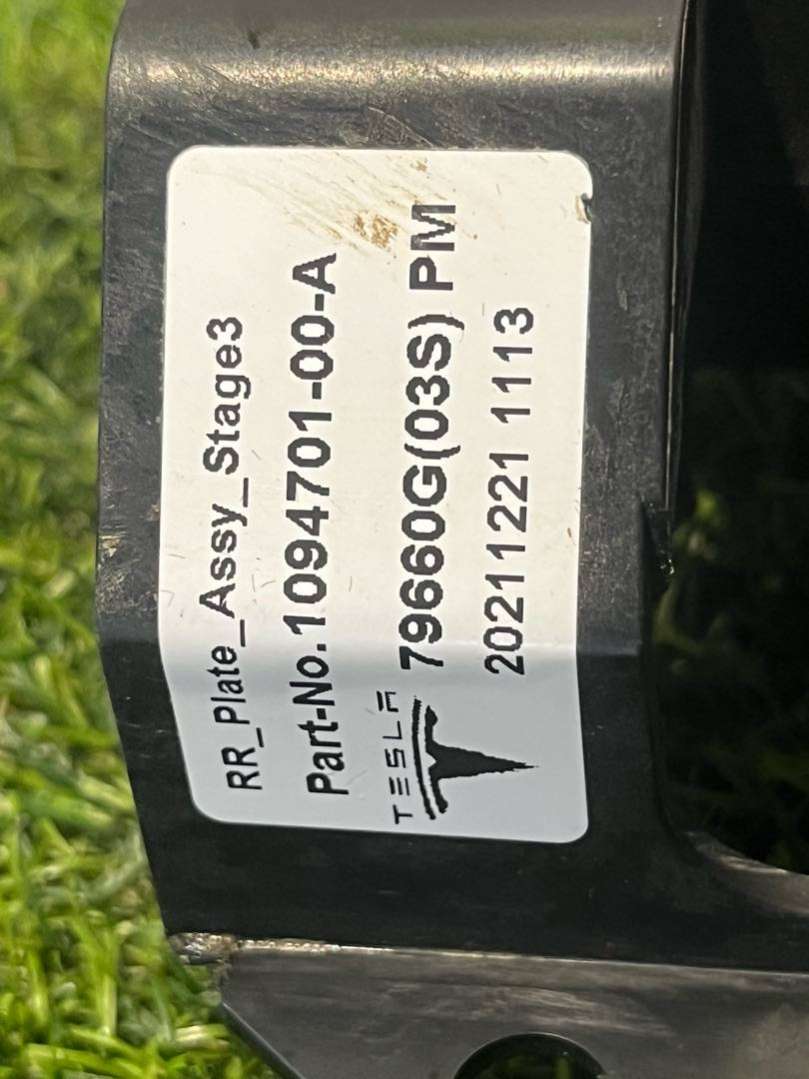 RR_Plate_Assy_Stage3
Part-No.1094701-00-A
TESLA
79660G(03S) PM
20211221 1113